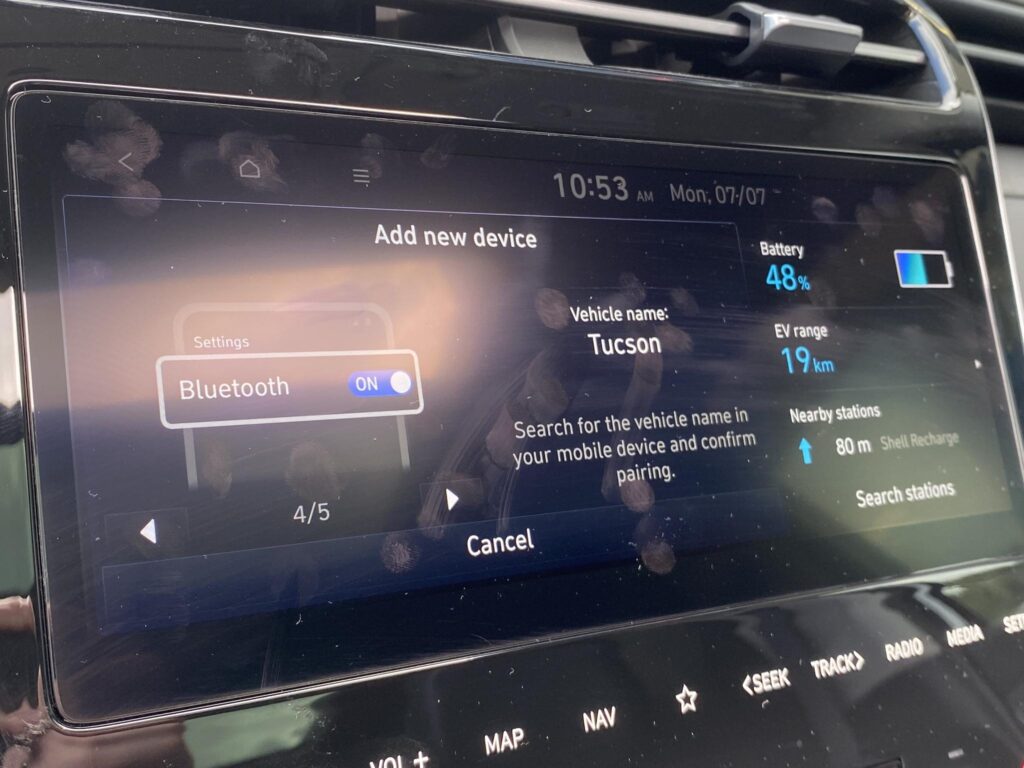 10:53 AM Mon, 07/07
Add new device
Settings
Bluetooth ON
4/5
Vehicle name:
Tucson
Search for the vehicle name in
your mobile device and confirm
pairing.
Cancel
Battery
48%
EV range
19km
Nearby stations
80 m Shell Recharge
Search stations
VOL +
MAP
NAV
SEEK
TRACK
RADIO
MEDIA